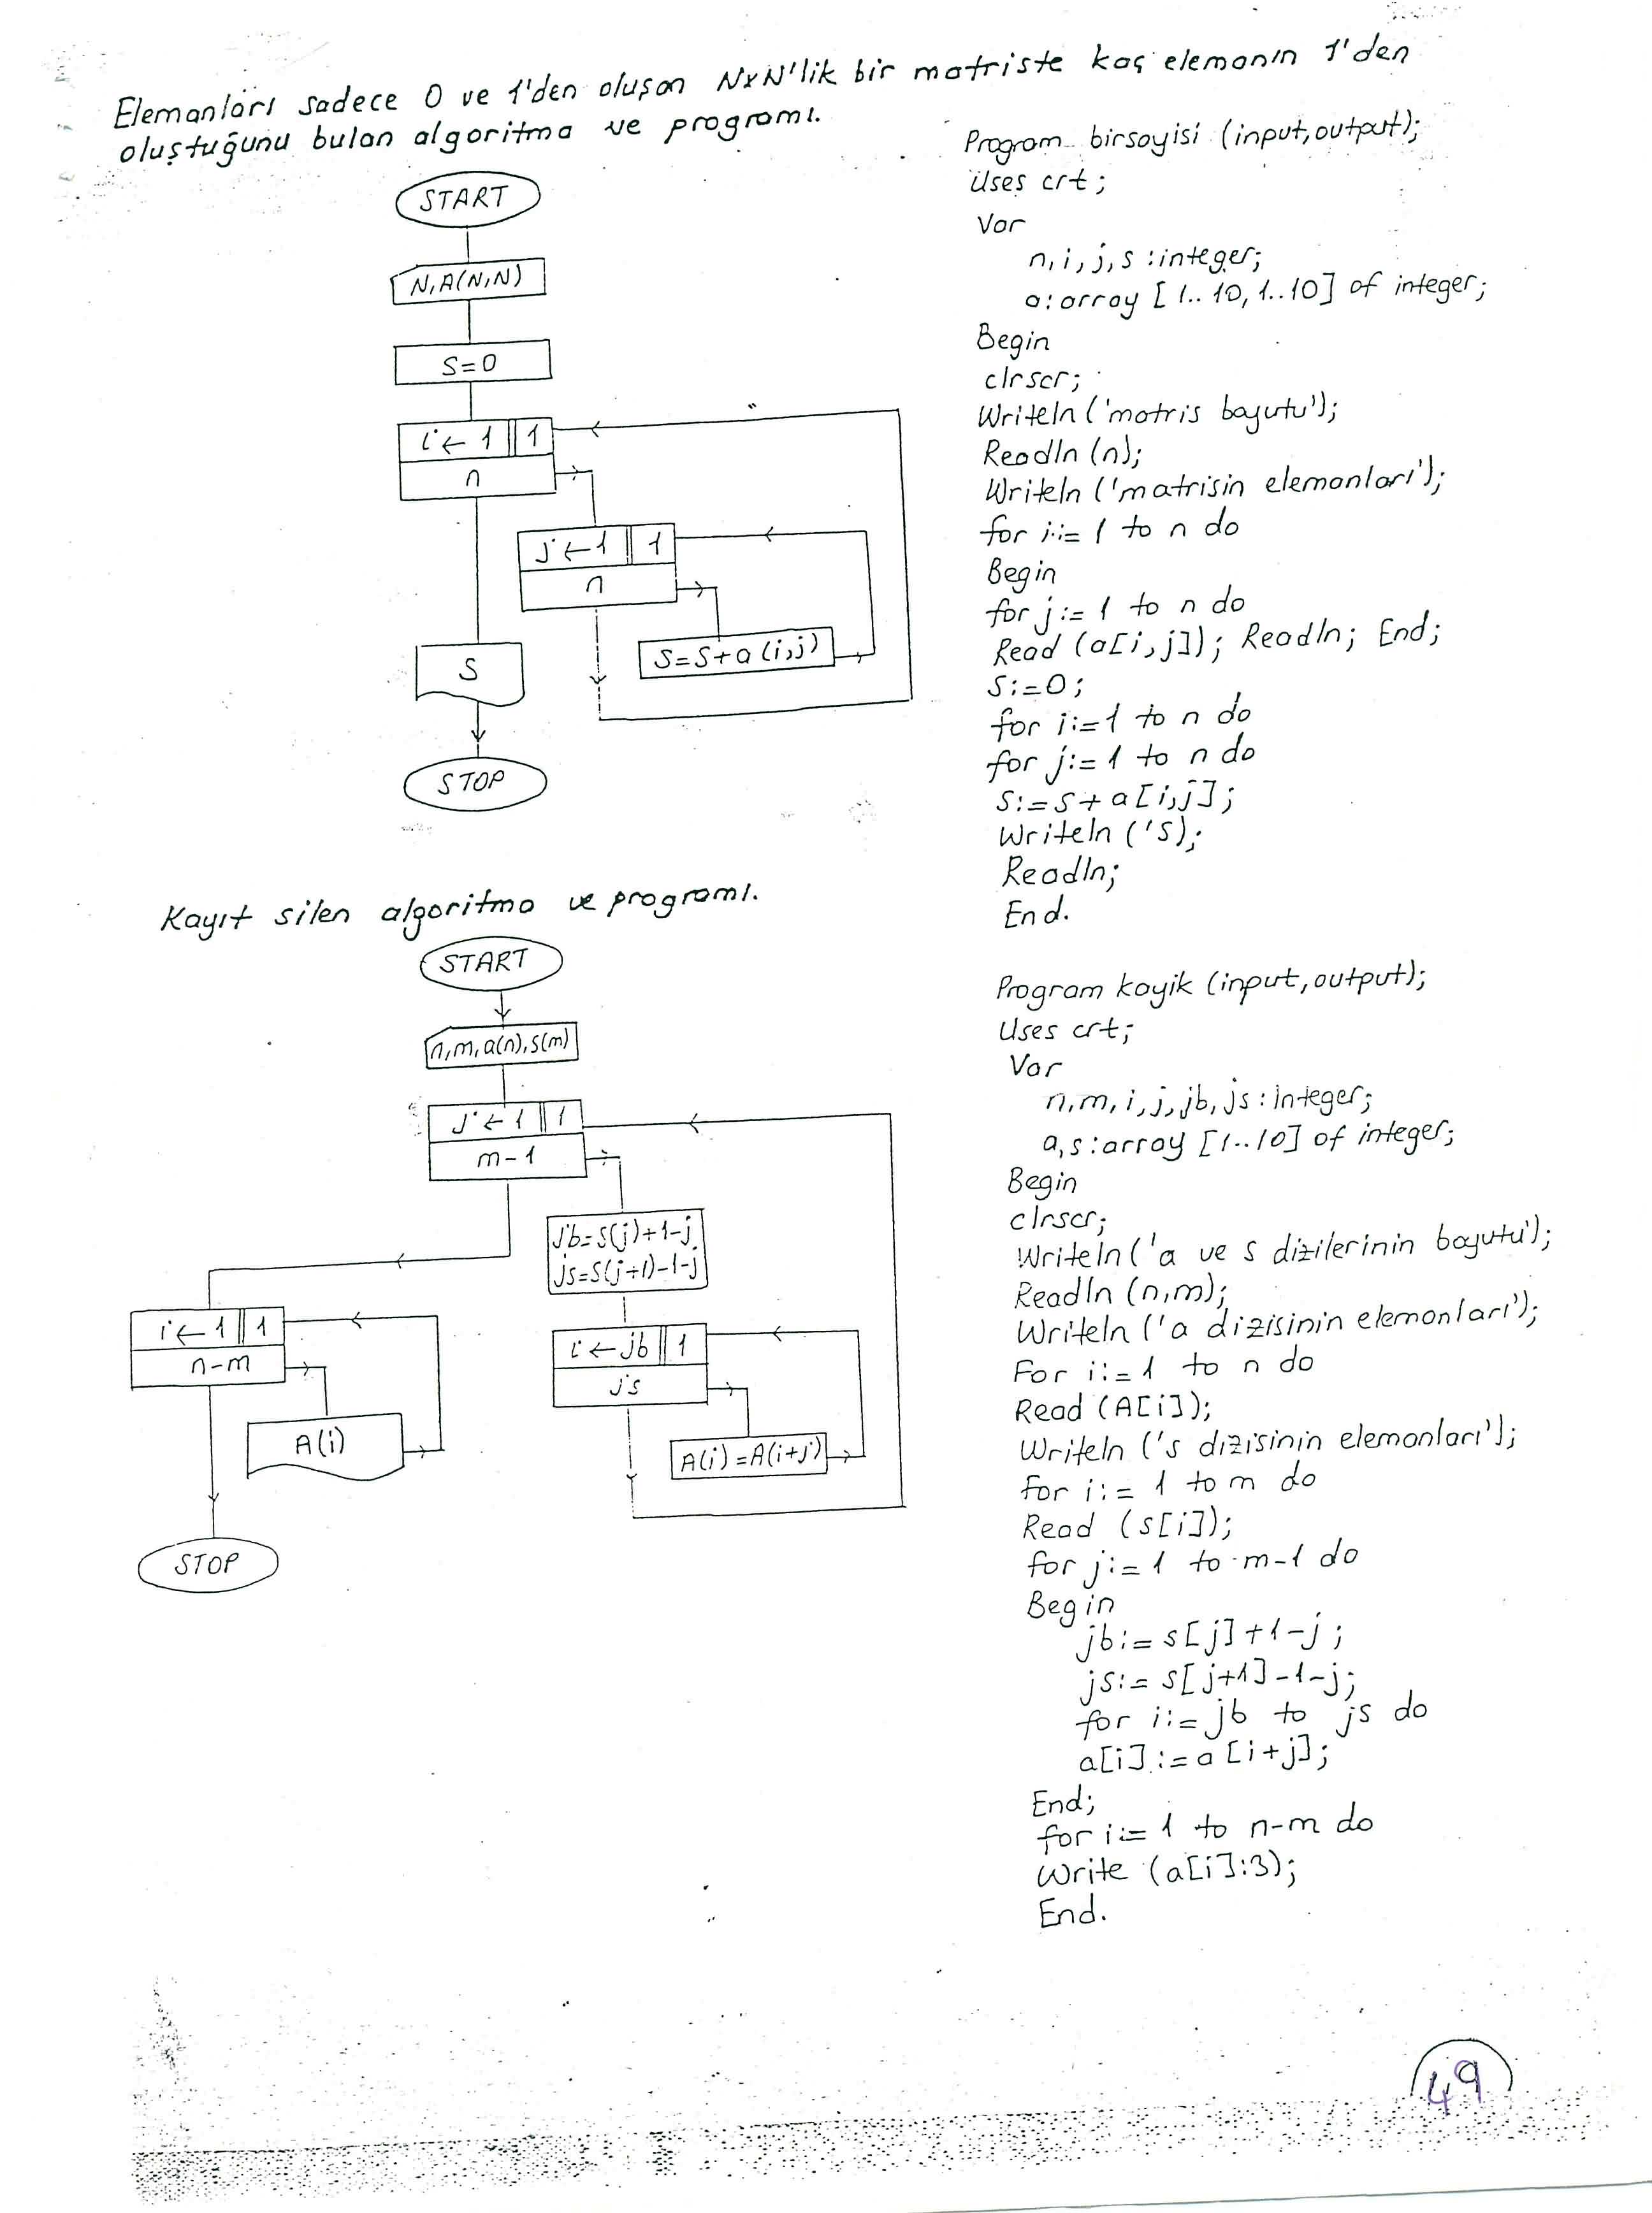 Elemanları sadece 0 ve 1'den oluşan NxN'lik bir matriste kaç elemanın 1'den
oluştuğunu bulan algoritma ve programı.
START
N,A(N,N)
S=0
i←1 1
n
j←1 1
n
S=S+a(i,j)
S
STOP
Program birsayisi (input,output);
Uses crt;
Var
n,i,j,s:integer;
a:array [1..10,1..10] of integer;
Begin
clrscr;
Writeln('matris boyutu');
Readln(n);
Writeln('matrisin elemanları');
for i:=1 to n do
Begin
for j:=1 to n do
Read (a[i,j]); Readln; End;
S:=0;
for i:=1 to n do
for j:=1 to n do
S:=S+a[i,j];
Writeln('S);
Readln;
End.
Kayıt silen algoritma ve programı.
START
n,m,a(n),s(m)
j←1 1
m-1
jb=s(j)+1-j
js=s(j+1)-1-j
i←jb 1
js
A(i)=A(i+j)
i←1 1
n-m
A(i)
STOP
Program kayik (input,output);
Uses crt;
Var
n,m,i,j,jb,js:integer;
a,s:array [1..10] of integer;
Begin
clrscr;
Writeln('a ve s dizilerinin boyutu');
Readln(n,m);
Writeln('a dizisinin elemanları');
For i:=1 to n do
Read (A[i]);
Writeln('s dizisinin elemanları');
for i:=1 to m do
Read (s[i]);
for j:=1 to m-1 do
Begin
jb:=s[j]+1-j;
js:=s[j+1]-1-j;
for i:=jb to js do
a[i]:=a[i+j];
End;
for i:=1 to n-m do
Write (a[i]:3);
End.
49